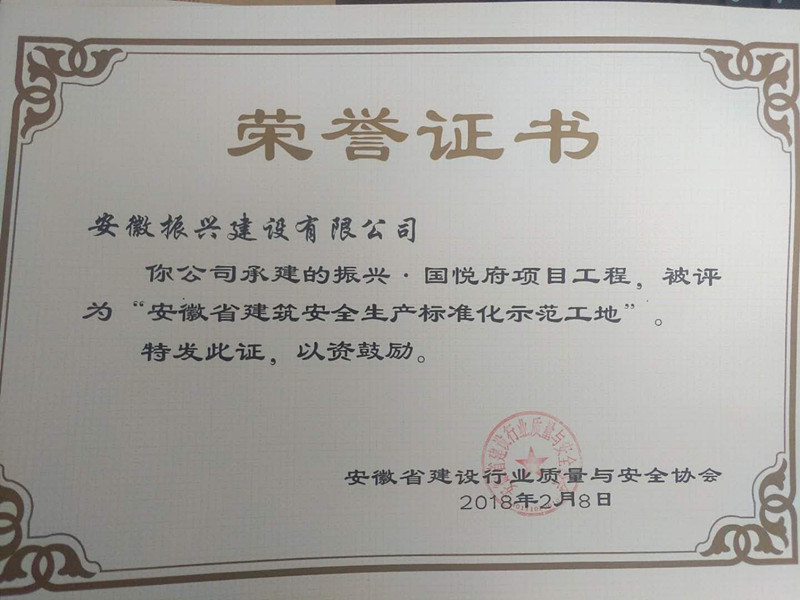 荣誉证书
安徽振兴建设有限公司
你公司承建的振兴·国悦府项目工程，被评
为“安徽省建筑安全生产标准化示范工地”。
特发此证，以资鼓励。
安徽省建设行业质量与安全协会
2018年2月8日